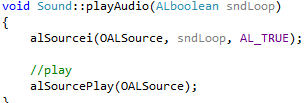 void Sound::playAudio(ALboolean sndLoop)
{
alSourcei(OALSource, sndLoop, AL_TRUE);
//play
alSourcePlay(OALSource);
}